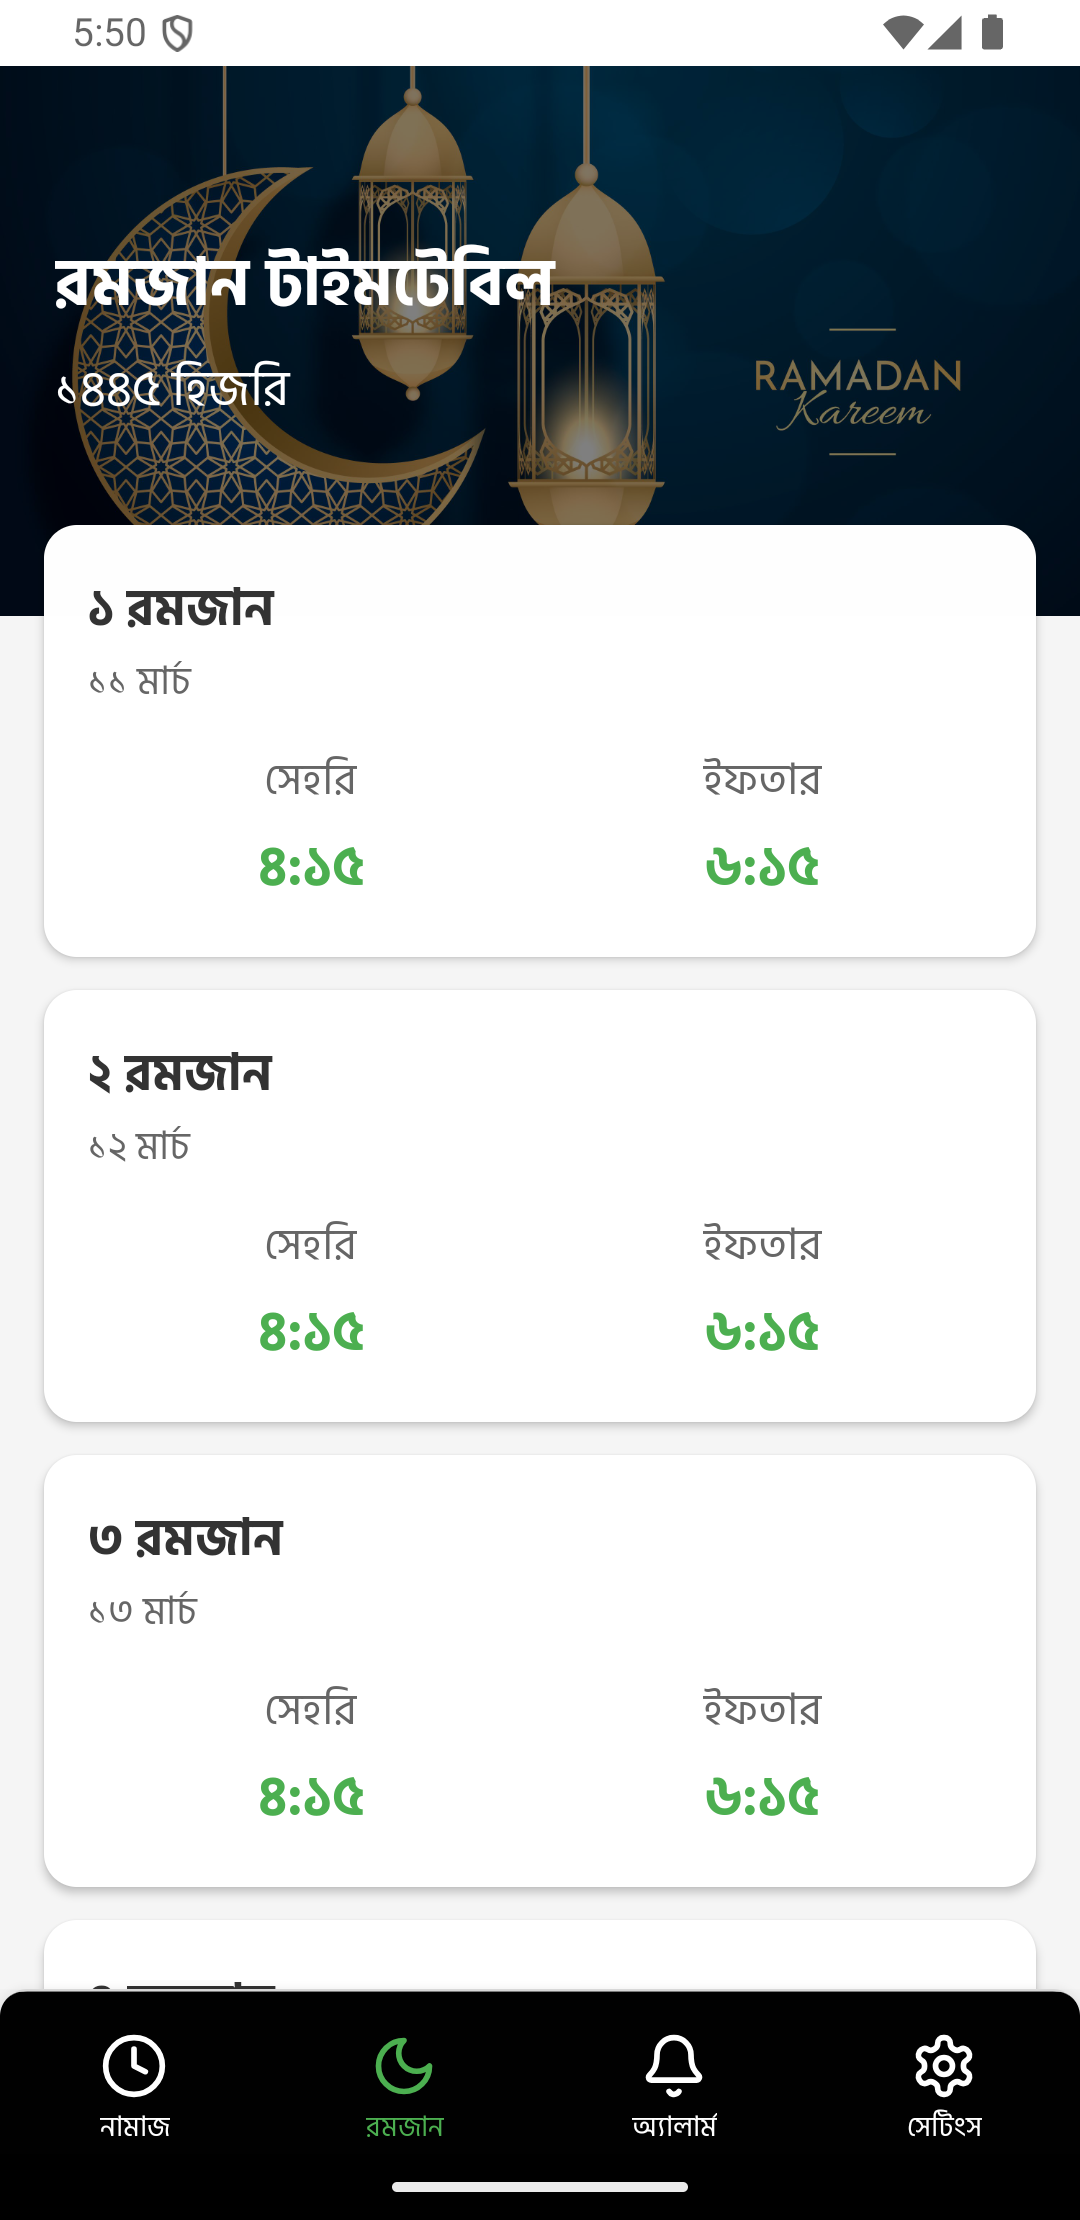 5:50
রমজান টাইমটেবিল
১৪৪৫ হিজরি
RAMADAN
Kareem
১ রমজান
১১ মার্চ
সেহরি ইফতার
৪:১৫ ৬:১৫
২ রমজান
১২ মার্চ
সেহরি ইফতার
৪:১৫ ৬:১৫
৩ রমজান
১৩ মার্চ
সেহরি ইফতার
৪:১৫ ৬:১৫
নামাজ রমজান অ্যালার্ম সেটিংস